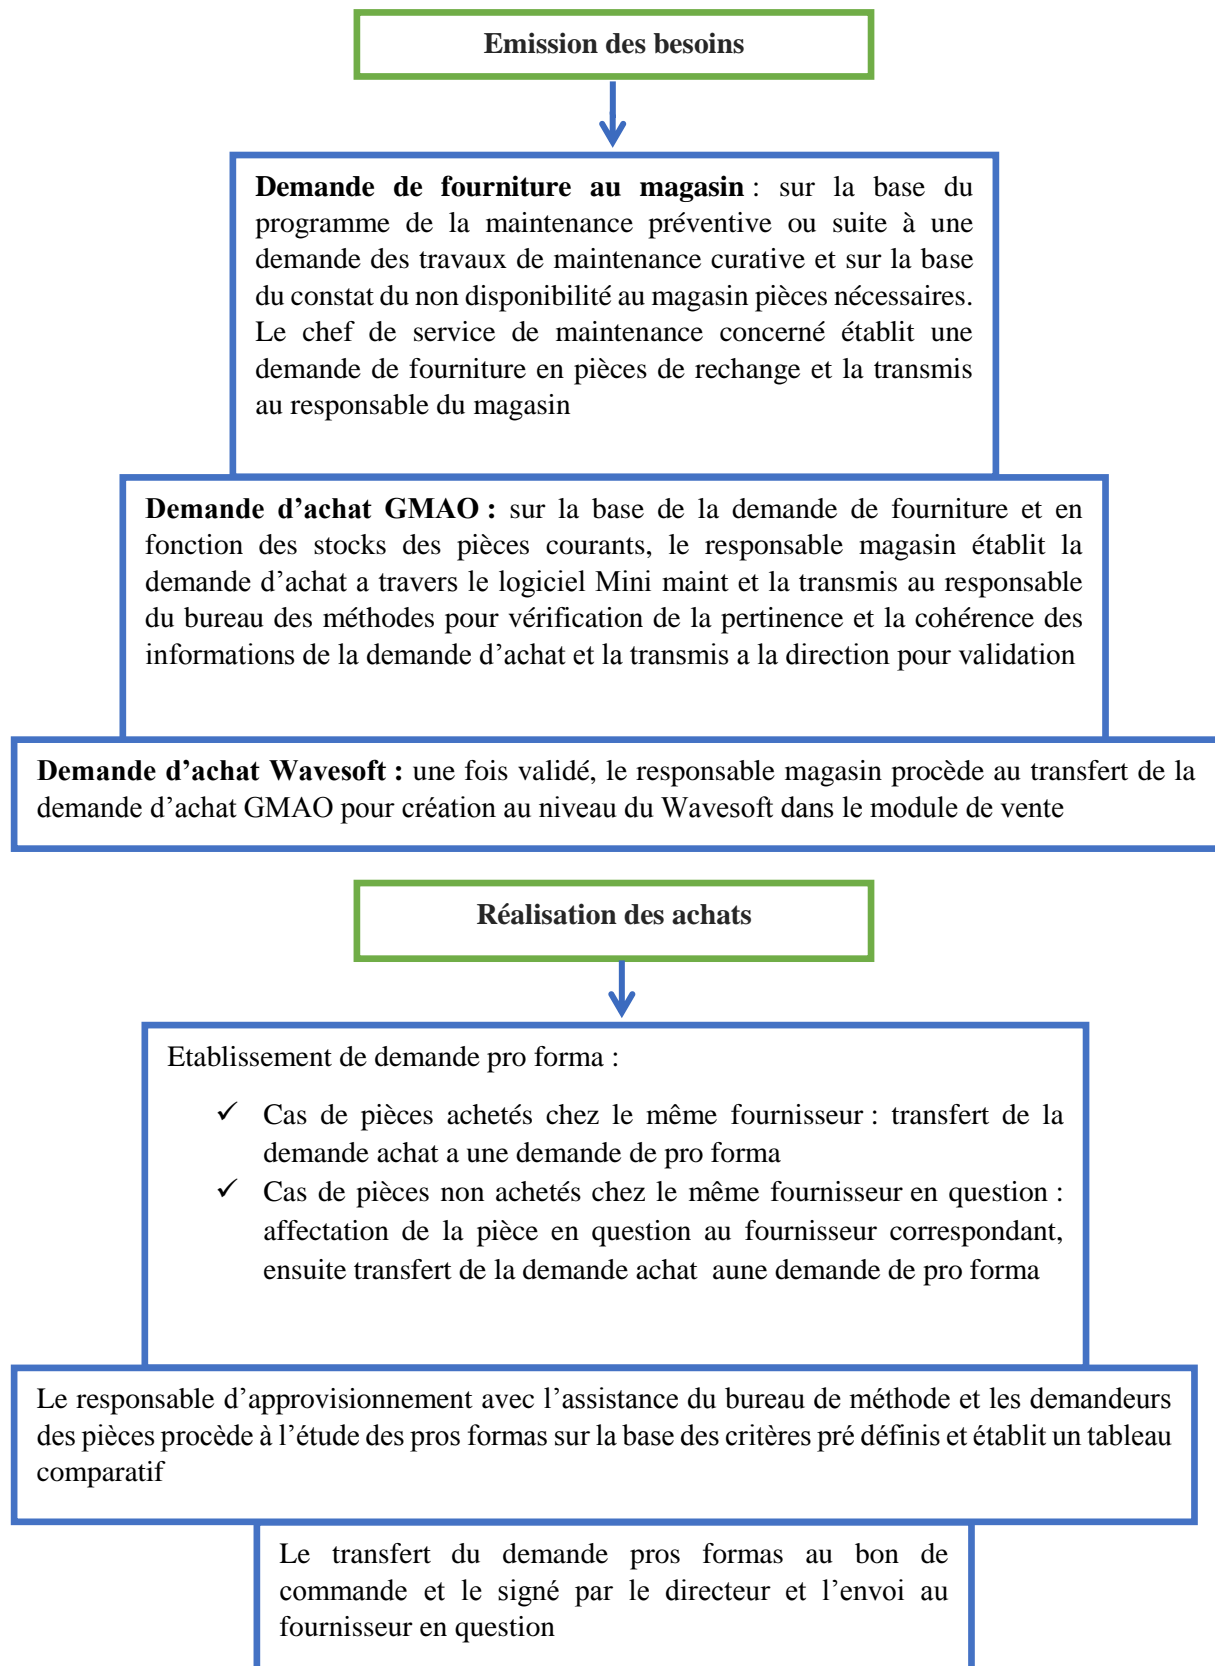 Emission des besoins
Demande de fourniture au magasin : sur la base du
programme de la maintenance préventive ou suite à une
demande des travaux de maintenance curative et sur la base
du constat du non disponibilité au magasin pièces nécessaires.
Le chef de service de maintenance concerné établit une
demande de fourniture en pièces de rechange et la transmis
au responsable du magasin
Demande d’achat GMAO : sur la base de la demande de fourniture et en
fonction des stocks des pièces courants, le responsable magasin établit la
demande d’achat a travers le logiciel Mini maint et la transmis au responsable
du bureau des méthodes pour vérification de la pertinence et la cohérence des
informations de la demande d’achat et la transmis a la direction pour validation
Demande d’achat Wavesoft : une fois validé, le responsable magasin procède au transfert de la
demande d’achat GMAO pour création au niveau du Wavesoft dans le module de vente
Réalisation des achats
Etablissement de demande pro forma :
✓ Cas de pièces achetés chez le même fournisseur : transfert de la
demande achat a une demande de pro forma
✓ Cas de pièces non achetés chez le même fournisseur en question :
affectation de la pièce en question au fournisseur correspondant,
ensuite transfert de la demande achat aune demande de pro forma
Le responsable d’approvisionnement avec l’assistance du bureau de méthode et les demandeurs
des pièces procède à l’étude des pros formas sur la base des critères pré définis et établit un tableau
comparatif
Le transfert du demande pros formas au bon de
commande et le signé par le directeur et l’envoi au
fournisseur en question